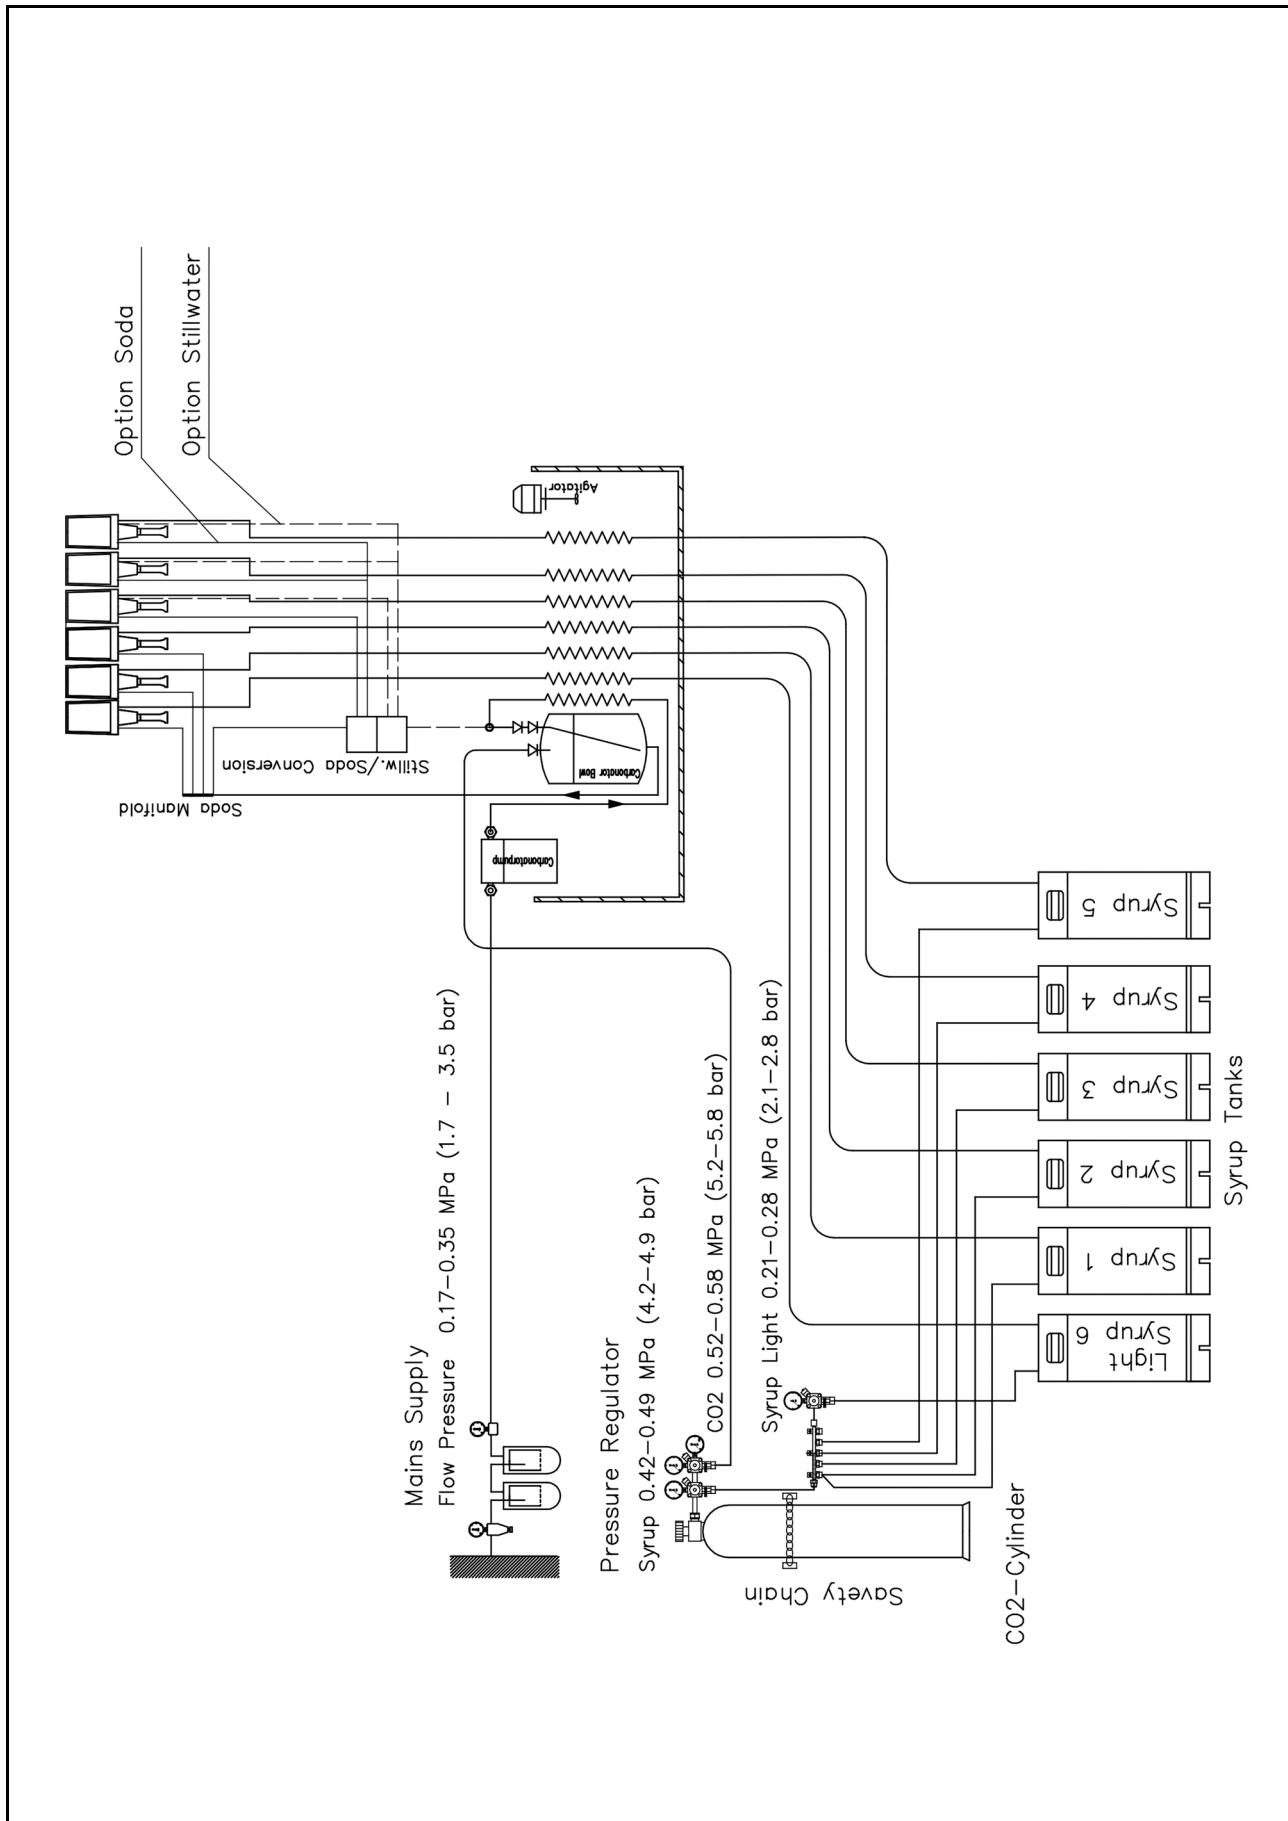 Option Soda
Option Stillwater
Agitator
Stillw./Soda Conversion
Soda Manifold
Carbonator Bowl
Carbonatorpump
Mains Supply
Flow Pressure 0.17-0.35 MPa (1.7 - 3.5 bar)
Pressure Regulator
Syrup 0.42-0.49 MPa (4.2-4.9 bar)
CO2 0.52-0.58 MPa (5.2-5.8 bar)
Syrup Light 0.21-0.28 MPa (2.1-2.8 bar)
Savety Chain
CO2-Cylinder
Syrup 5
Syrup 4
Syrup 3
Syrup 2
Syrup 1
Light
Syrup 6
Syrup Tanks